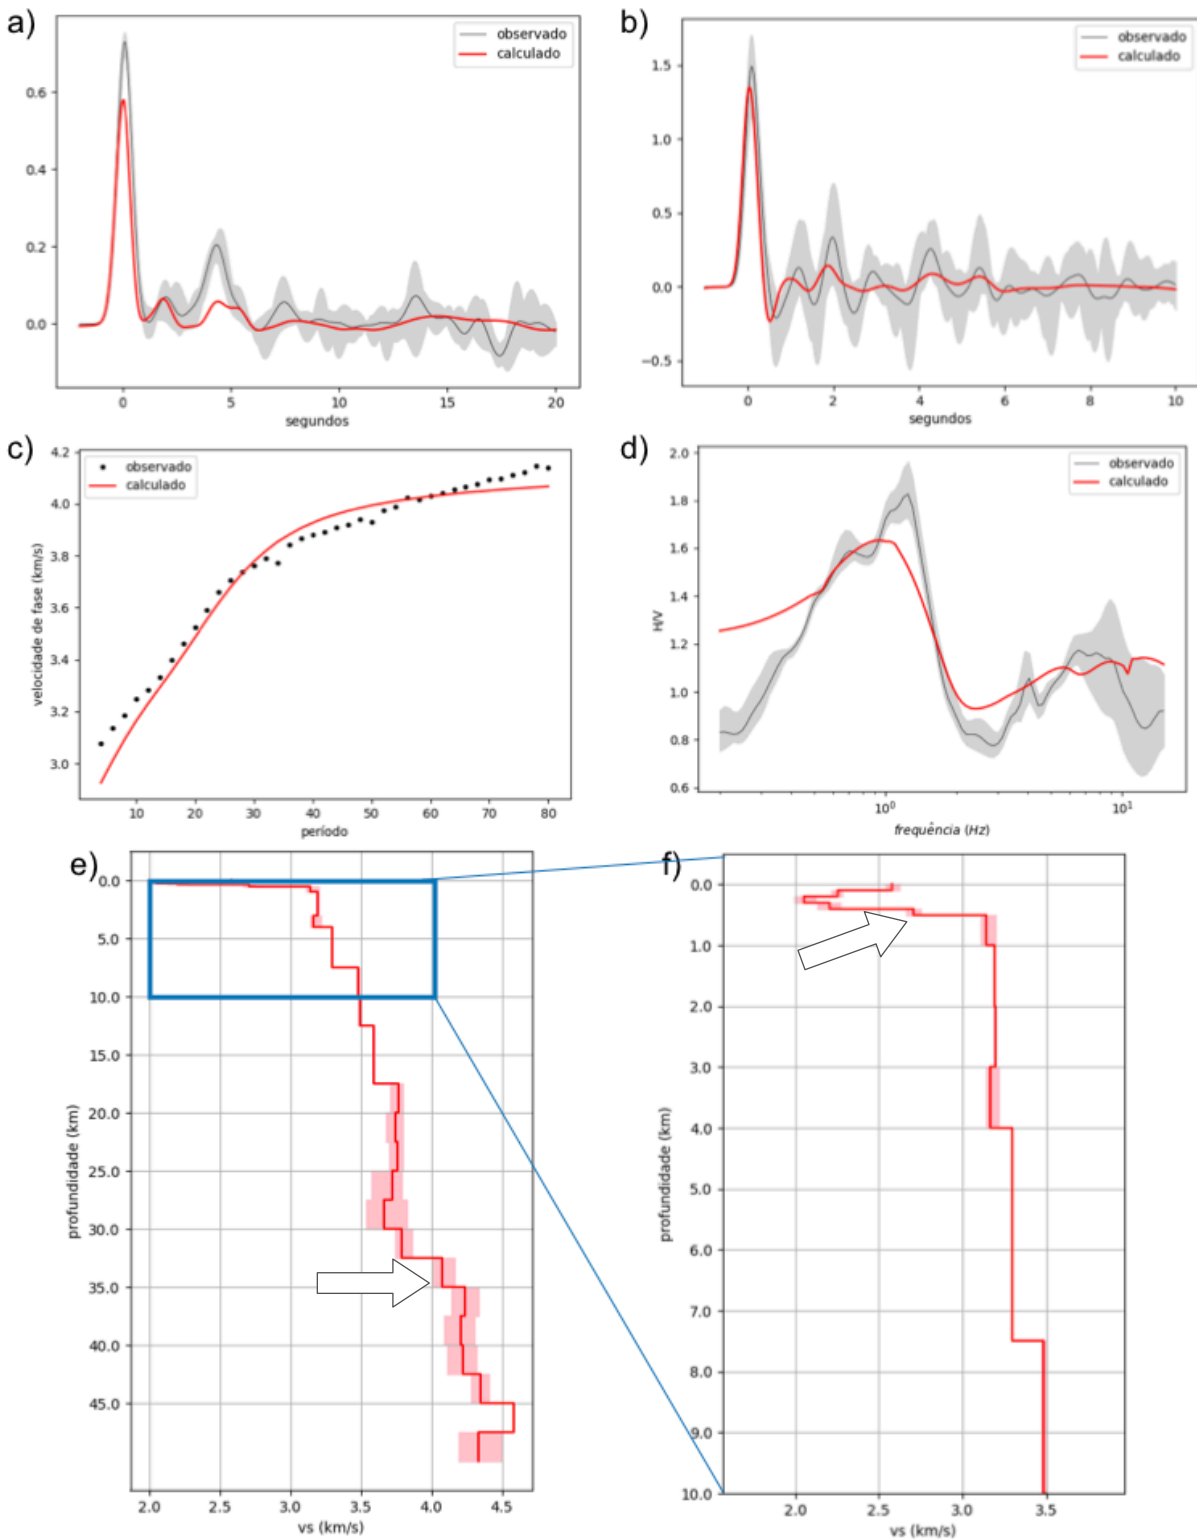 a)
observado
calculado
0.6
0.4
0.2
0.0
0 5 10 15 20
segundos
b)
observado
calculado
1.5
1.0
0.5
0.0
−0.5
0 2 4 6 8 10
segundos
c)
observado
calculado
4.2
4.0
3.8
3.6
3.4
3.2
3.0
velocidade de fase (km/s)
10 20 30 40 50 60 70 80
período
d)
observado
calculado
2.0
1.8
1.6
1.4
1.2
1.0
0.8
0.6
H/V
10⁰ 10¹
frequência (Hz)
e)
0.0
5.0
10.0
15.0
20.0
25.0
30.0
35.0
40.0
45.0
profundidade (km)
2.0 2.5 3.0 3.5 4.0 4.5
vs (km/s)
f)
0.0
1.0
2.0
3.0
4.0
5.0
6.0
7.0
8.0
9.0
10.0
profundidade (km)
2.0 2.5 3.0 3.5
vs (km/s)